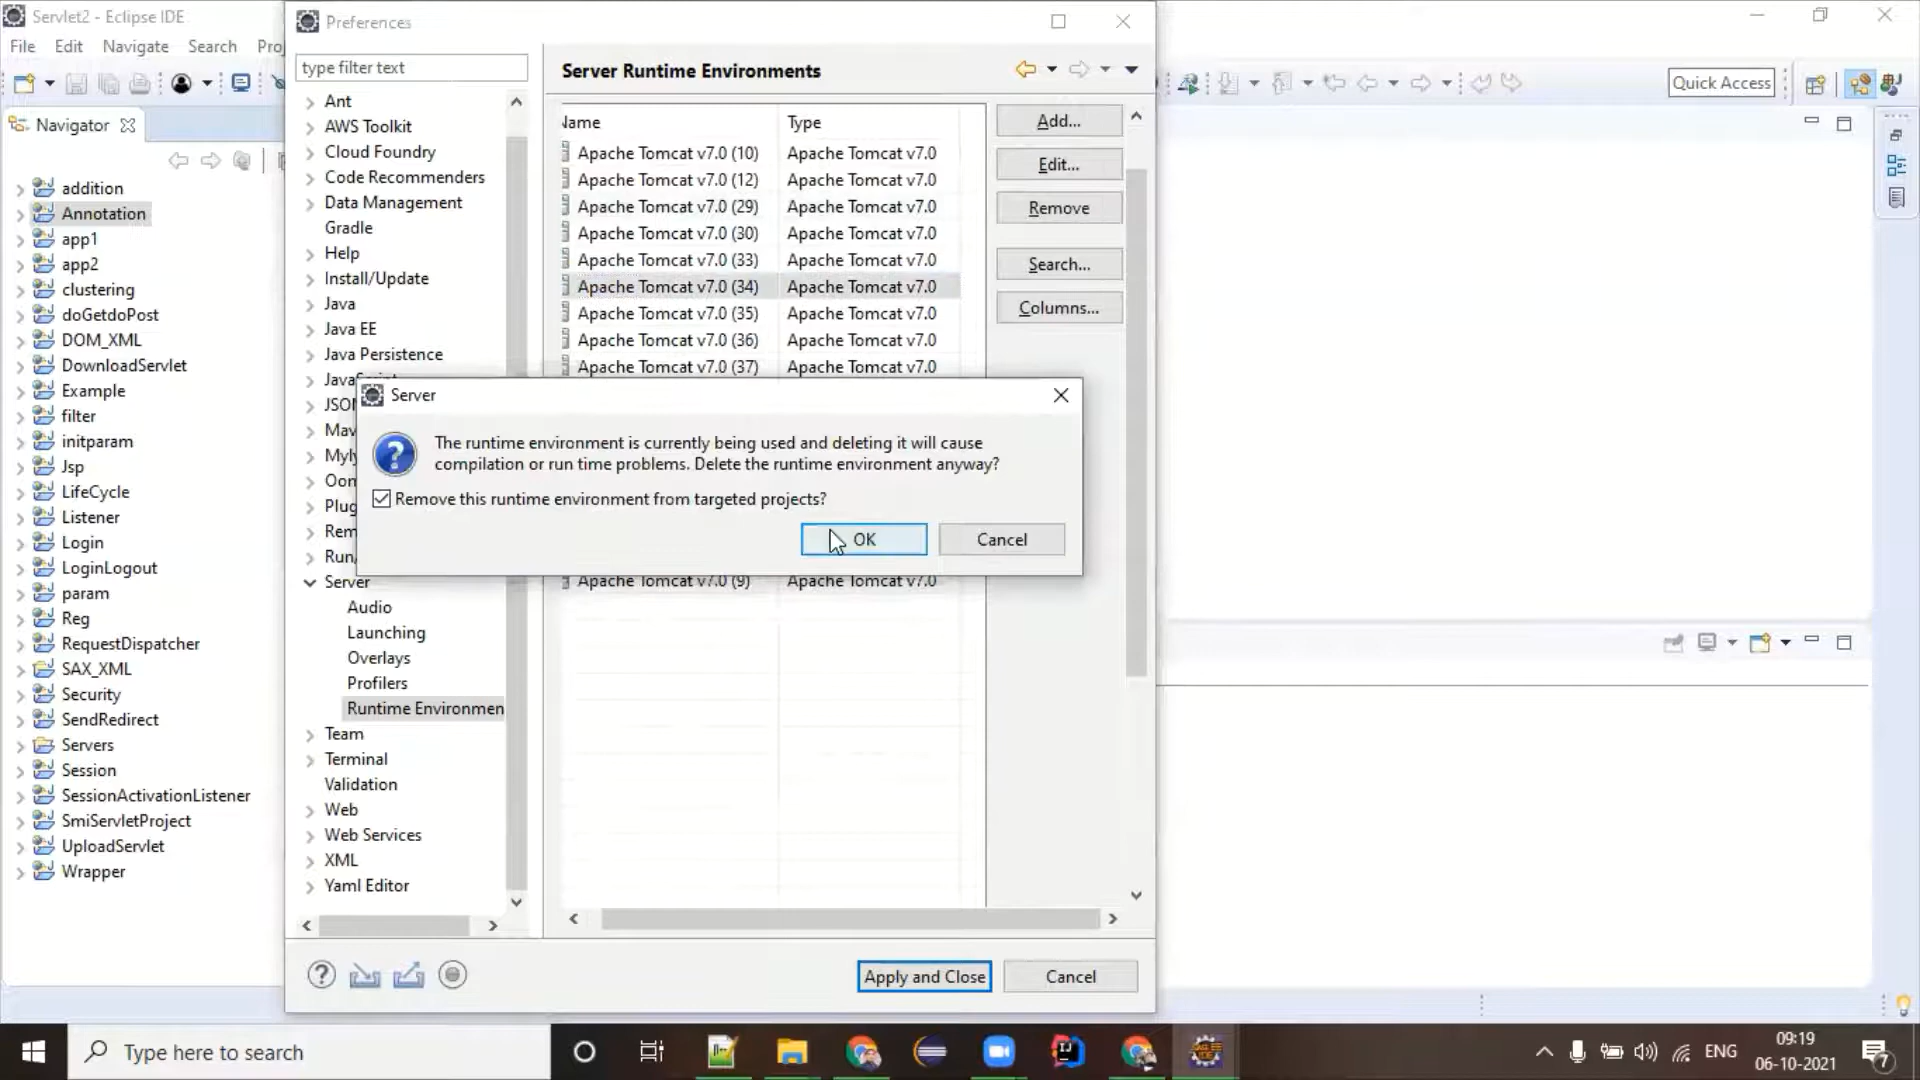 Servlet2 - Eclipse IDE
File Edit Navigate Search
Quick Access
Navigator
addition
Annotation
app1
app2
clustering
doGetdoPost
DOM_XML
DownloadServlet
Example
filter
initparam
Jsp
LifeCycle
Listener
Login
LoginLogout
param
Reg
RequestDispatcher
SAX_XML
Security
SendRedirect
Servers
Session
SessionActivationListener
SmiServletProject
UploadServlet
Wrapper
Preferences
type filter text
Ant
AWS Toolkit
Cloud Foundry
Code Recommenders
Data Management
Gradle
Help
Install/Update
Java
Java EE
Java Persistence
Server
Audio
Launching
Overlays
Profilers
Runtime Environmen
Team
Terminal
Validation
Web
Web Services
XML
Yaml Editor
Server Runtime Environments
Name Type
Apache Tomcat v7.0 (10) Apache Tomcat v7.0
Apache Tomcat v7.0 (12) Apache Tomcat v7.0
Apache Tomcat v7.0 (29) Apache Tomcat v7.0
Apache Tomcat v7.0 (30) Apache Tomcat v7.0
Apache Tomcat v7.0 (33) Apache Tomcat v7.0
Apache Tomcat v7.0 (34) Apache Tomcat v7.0
Apache Tomcat v7.0 (35) Apache Tomcat v7.0
Apache Tomcat v7.0 (36) Apache Tomcat v7.0
Apache Tomcat v7.0 (37) Apache Tomcat v7.0
Apache Tomcat v7.0 (9) Apache Tomcat v7.0
Add...
Edit...
Remove
Search...
Columns...
Server
The runtime environment is currently being used and deleting it will cause
compilation or run time problems. Delete the runtime environment anyway?
Remove this runtime environment from targeted projects?
OK Cancel
Apply and Close Cancel
Type here to search
ENG
09:19
06-10-2021
7